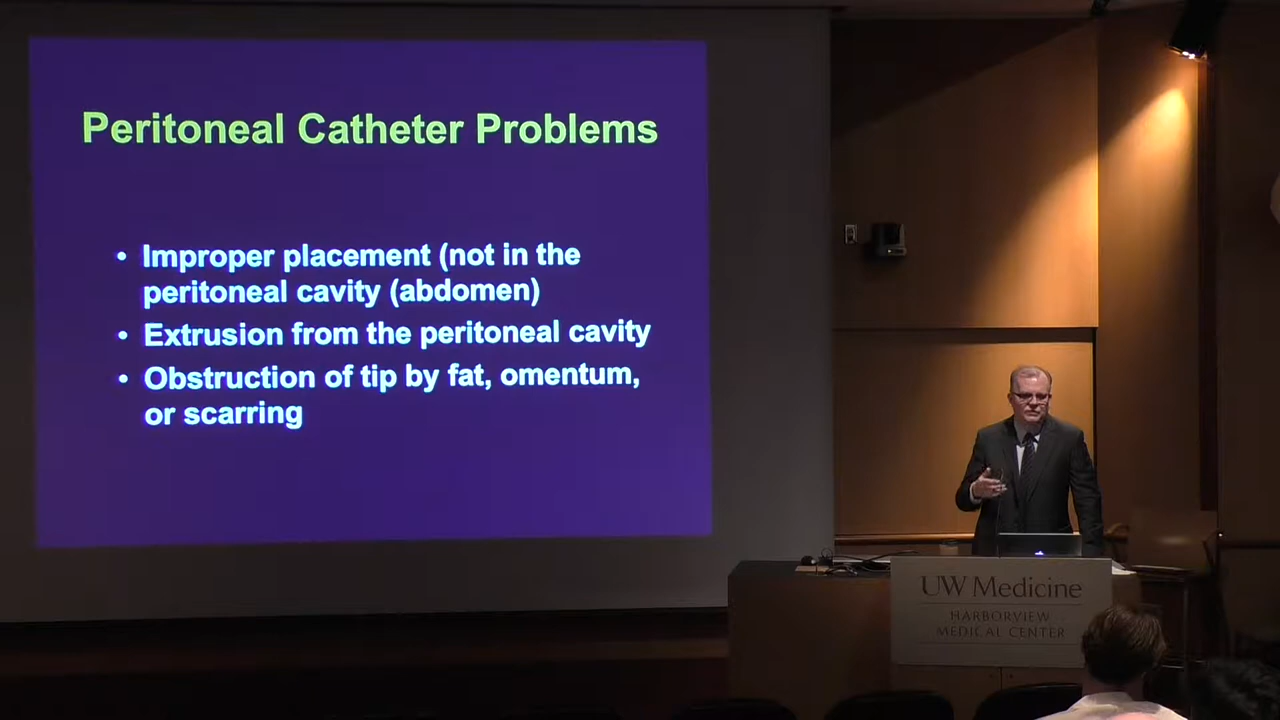 Peritoneal Catheter Problems
• Improper placement (not in the
peritoneal cavity (abdomen)
• Extrusion from the peritoneal cavity
• Obstruction of tip by fat, omentum,
or scarring
UW Medicine
HARBORVIEW
MEDICAL CENTER